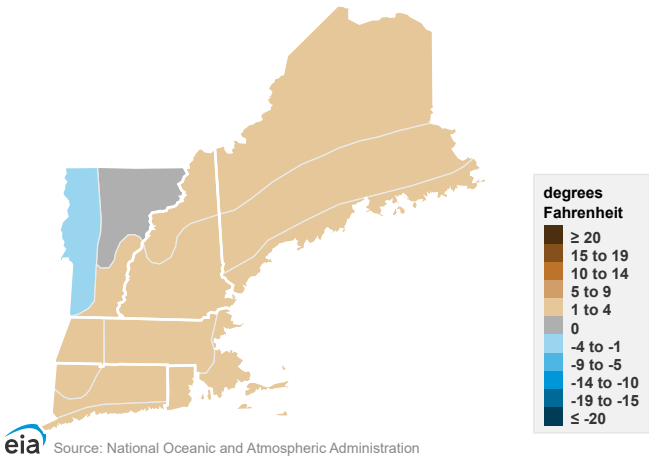 degrees
Fahrenheit
≥ 20
15 to 19
10 to 14
5 to 9
1 to 4
0
-4 to -1
-9 to -5
-14 to -10
-19 to -15
≤ -20
eia Source: National Oceanic and Atmospheric Administration